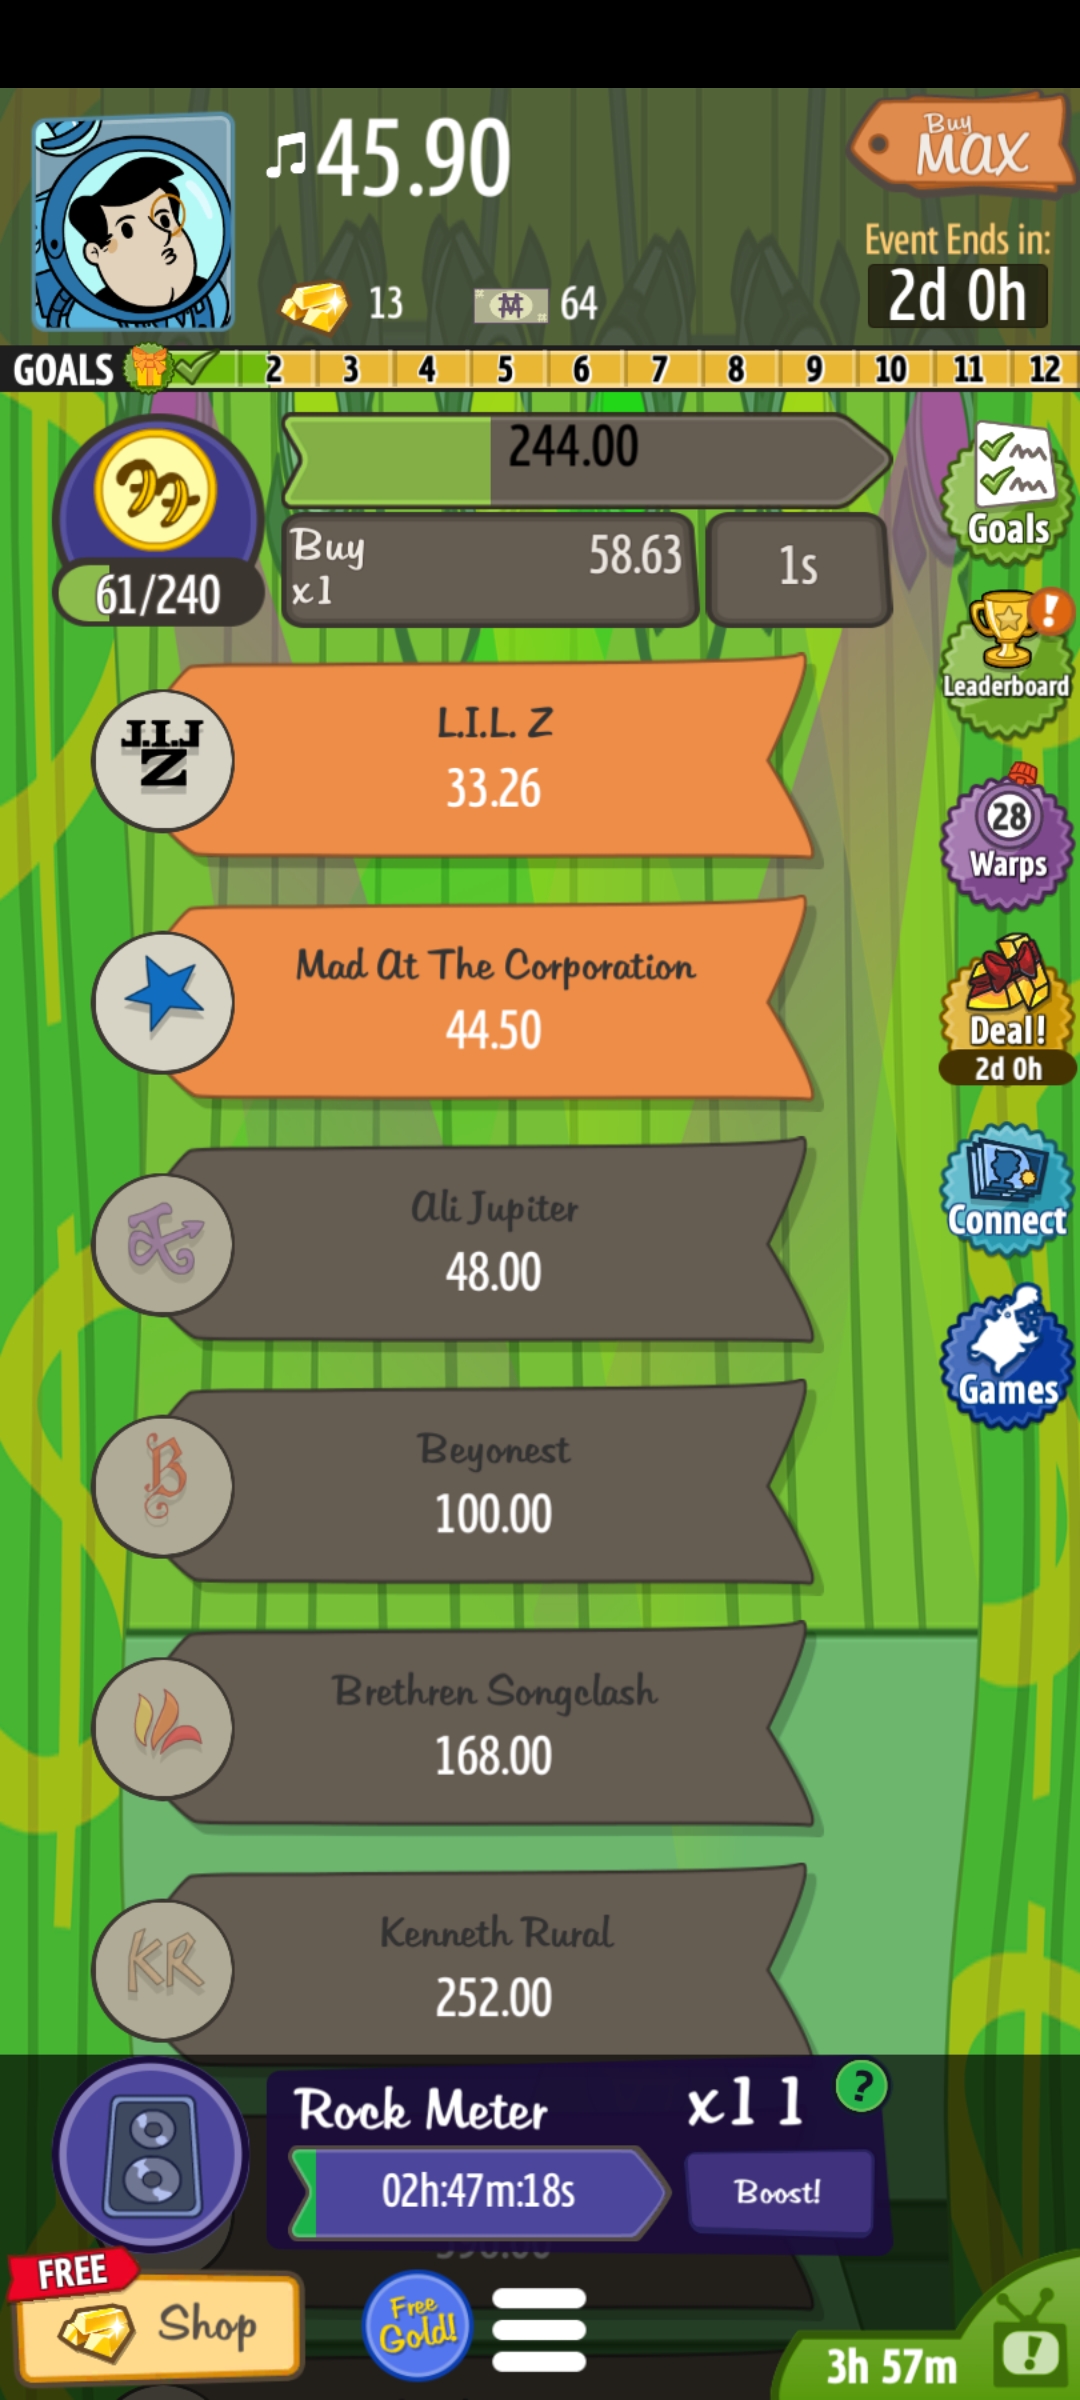 45.90
Buy
MAX
Event Ends in:
2d 0h
13
64
GOALS
2 3 4 5 6 7 8 9 10 11 12
244.00
Buy
x1
58.63
1s
61/240
Goals
!
Leaderboard
L.I.L. Z
33.26
L.I.L.
Z
28
Warps
Mad At The Corporation
44.50
Deal!
2d 0h
Ali Jupiter
48.00
Connect
Beyonest
100.00
B
Games
Brethren Songclash
168.00
Kenneth Rural
252.00
KR
Rock Meter
x11
?
02h:47m:18s
Boost!
FREE
Shop
Free
Gold!
3h 57m
!